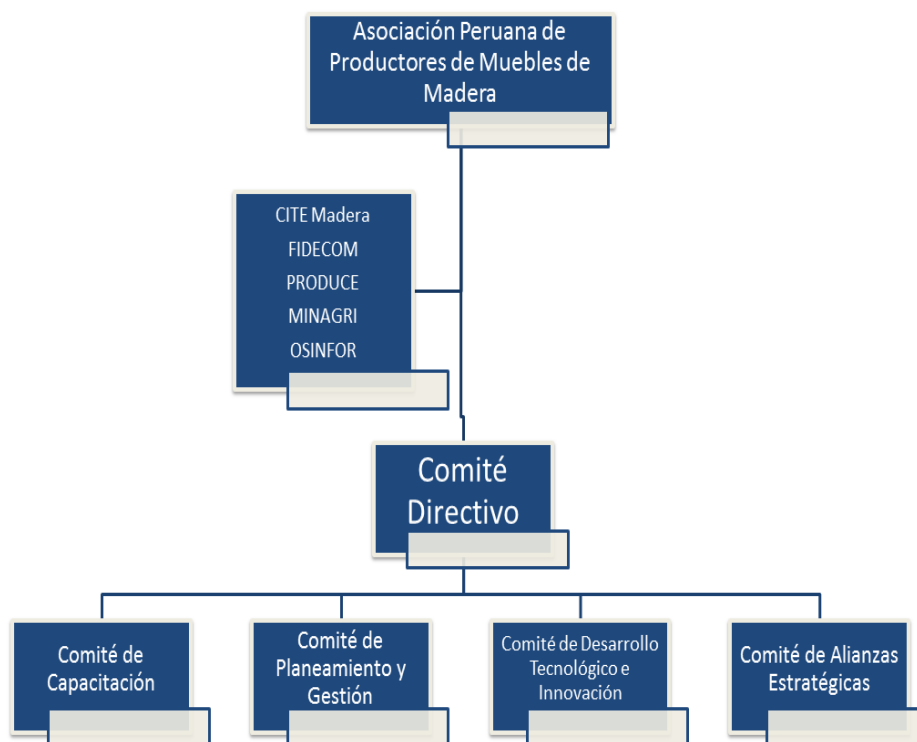 Asociación Peruana de
Productores de Muebles de
Madera
CITE Madera
FIDECOM
PRODUCE
MINAGRI
OSINFOR
Comité
Directivo
Comité de
Capacitación
Comité de
Planeamiento y
Gestión
Comité de Desarrollo
Tecnológico e
Innovación
Comité de Alianzas
Estratégicas